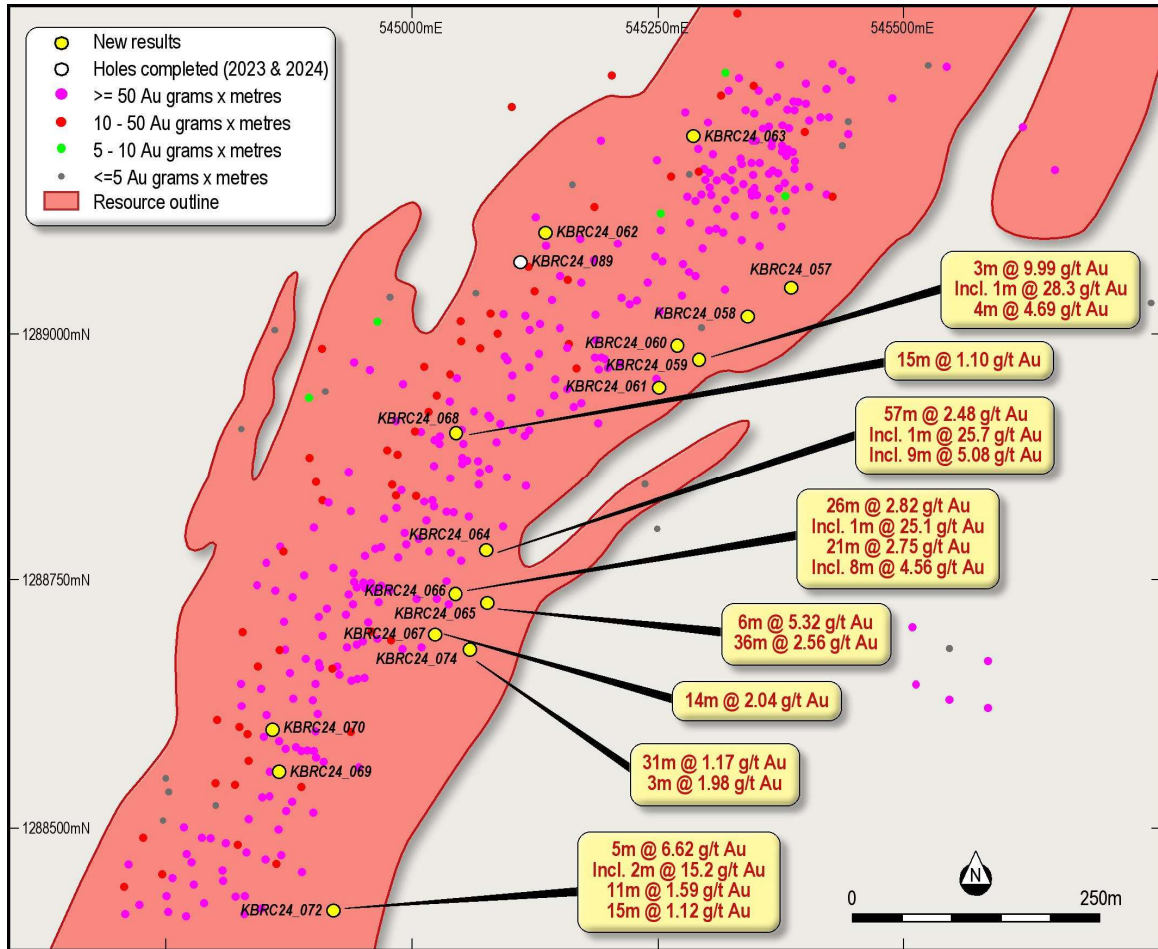 545000mE
545250mE
545500mE
New results
Holes completed (2023 & 2024)
>= 50 Au grams x metres
10 - 50 Au grams x metres
5 - 10 Au grams x metres
<=5 Au grams x metres
Resource outline
KBRC24_063
KBRC24_062
KBRC24_089
KBRC24_057
KBRC24_058
3m @ 9.99 g/t Au
Incl. 1m @ 28.3 g/t Au
4m @ 4.69 g/t Au
1289000mN
KBRC24_060
KBRC24_059
KBRC24_061
15m @ 1.10 g/t Au
KBRC24_068
57m @ 2.48 g/t Au
Incl. 1m @ 25.7 g/t Au
Incl. 9m @ 5.08 g/t Au
KBRC24_064
26m @ 2.82 g/t Au
Incl. 1m @ 25.1 g/t Au
21m @ 2.75 g/t Au
Incl. 8m @ 4.56 g/t Au
1288750mN
KBRC24_066
KBRC24_065
6m @ 5.32 g/t Au
36m @ 2.56 g/t Au
KBRC24_067
KBRC24_074
14m @ 2.04 g/t Au
KBRC24_070
31m @ 1.17 g/t Au
3m @ 1.98 g/t Au
KBRC24_069
1288500mN
5m @ 6.62 g/t Au
Incl. 2m @ 15.2 g/t Au
11m @ 1.59 g/t Au
15m @ 1.12 g/t Au
KBRC24_072
N
0
250m